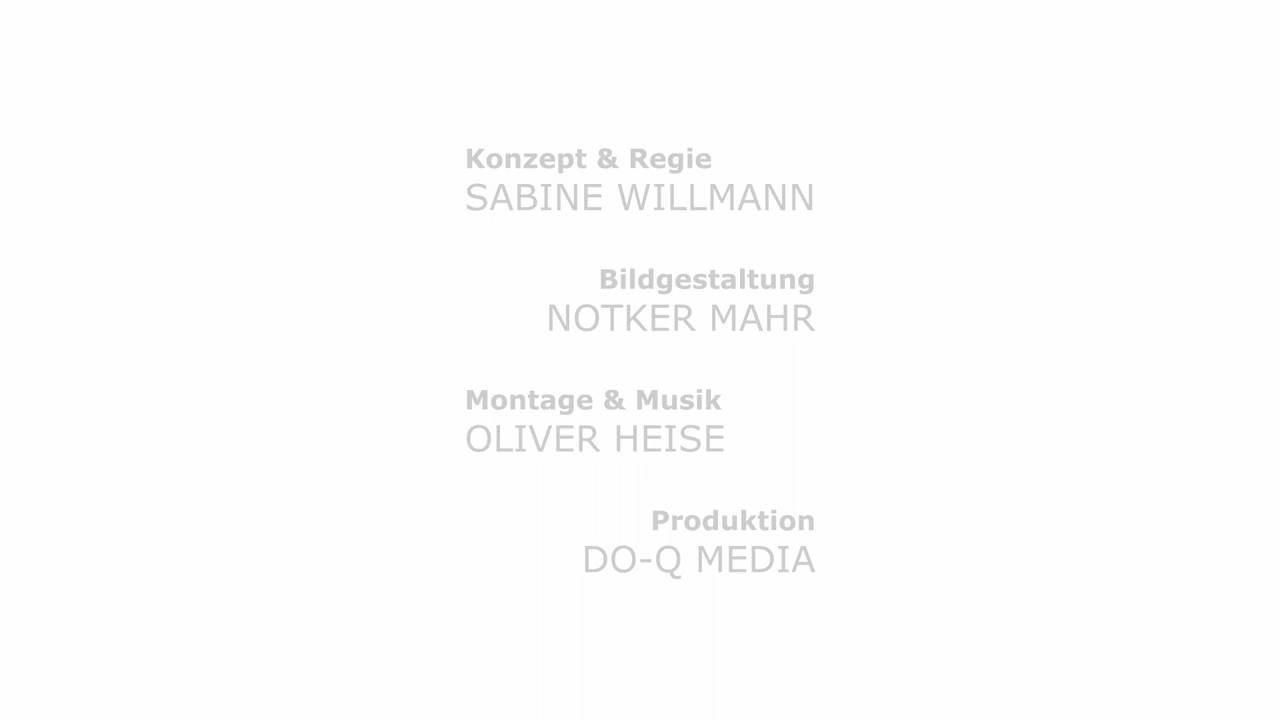 Konzept & Regie
SABINE WILLMANN
Bildgestaltung
NOTKER MAHR
Montage & Musik
OLIVER HEISE
Produktion
DO-Q MEDIA